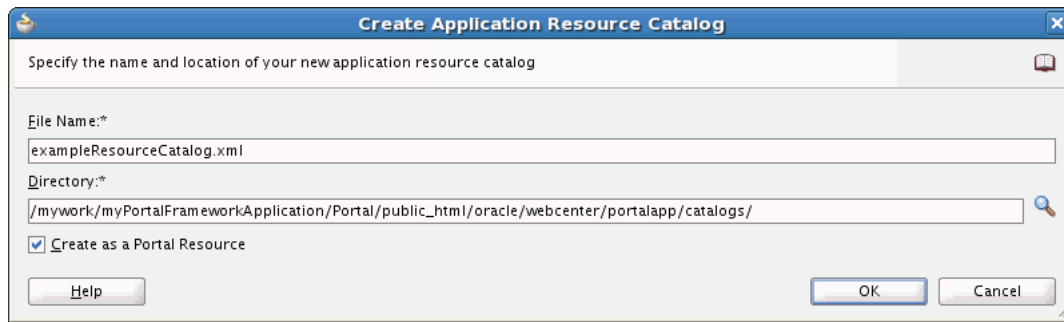 Create Application Resource Catalog
Specify the name and location of your new application resource catalog
File Name:*
exampleResourceCatalog.xml
Directory:*
/mywork/myPortalFrameworkApplication/Portal/public_html/oracle/webcenter/portalapp/catalogs/
Create as a Portal Resource
Help OK Cancel